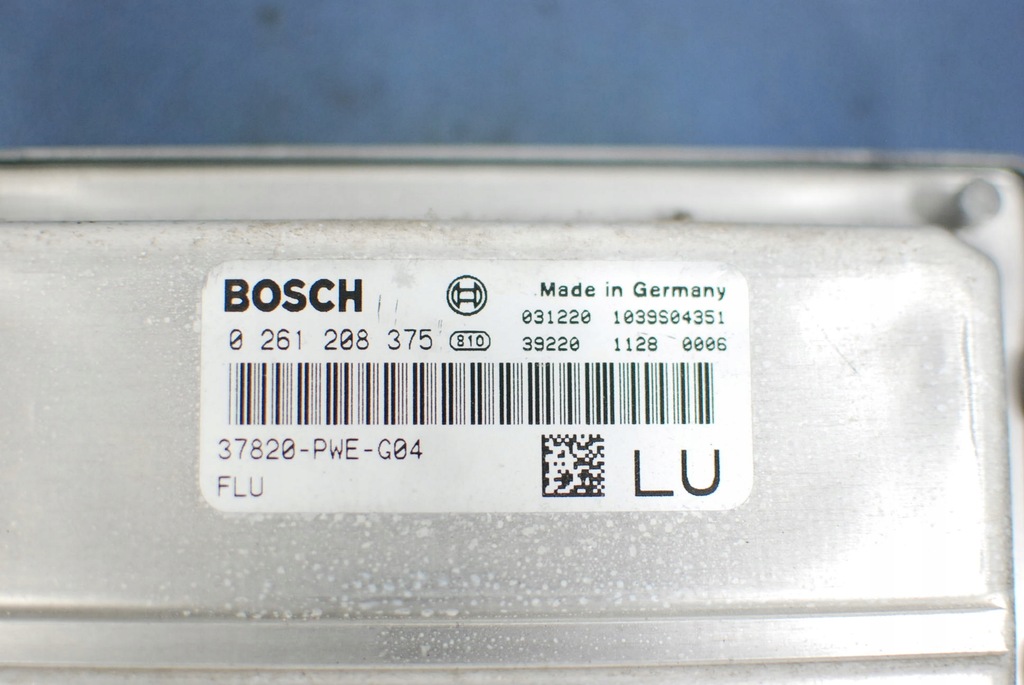 BOSCH
Made in Germany
031220 1039S04351
0 261 208 375 810
39220 1128 0006
37820-PWE-G04
FLU
LU